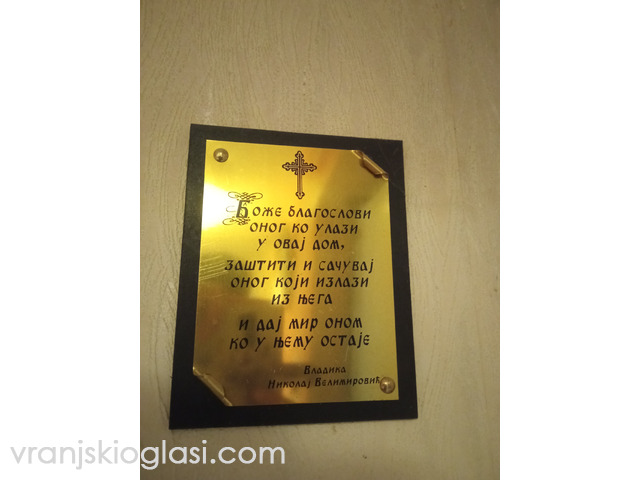 Боже благослови
оног ко улази
у овај дом,
заштити и сачувај
оног који излази
из њега
и дај мир оном
ко у њему остаје
Владика
Николај Велимировић
vranjskioglasi.com